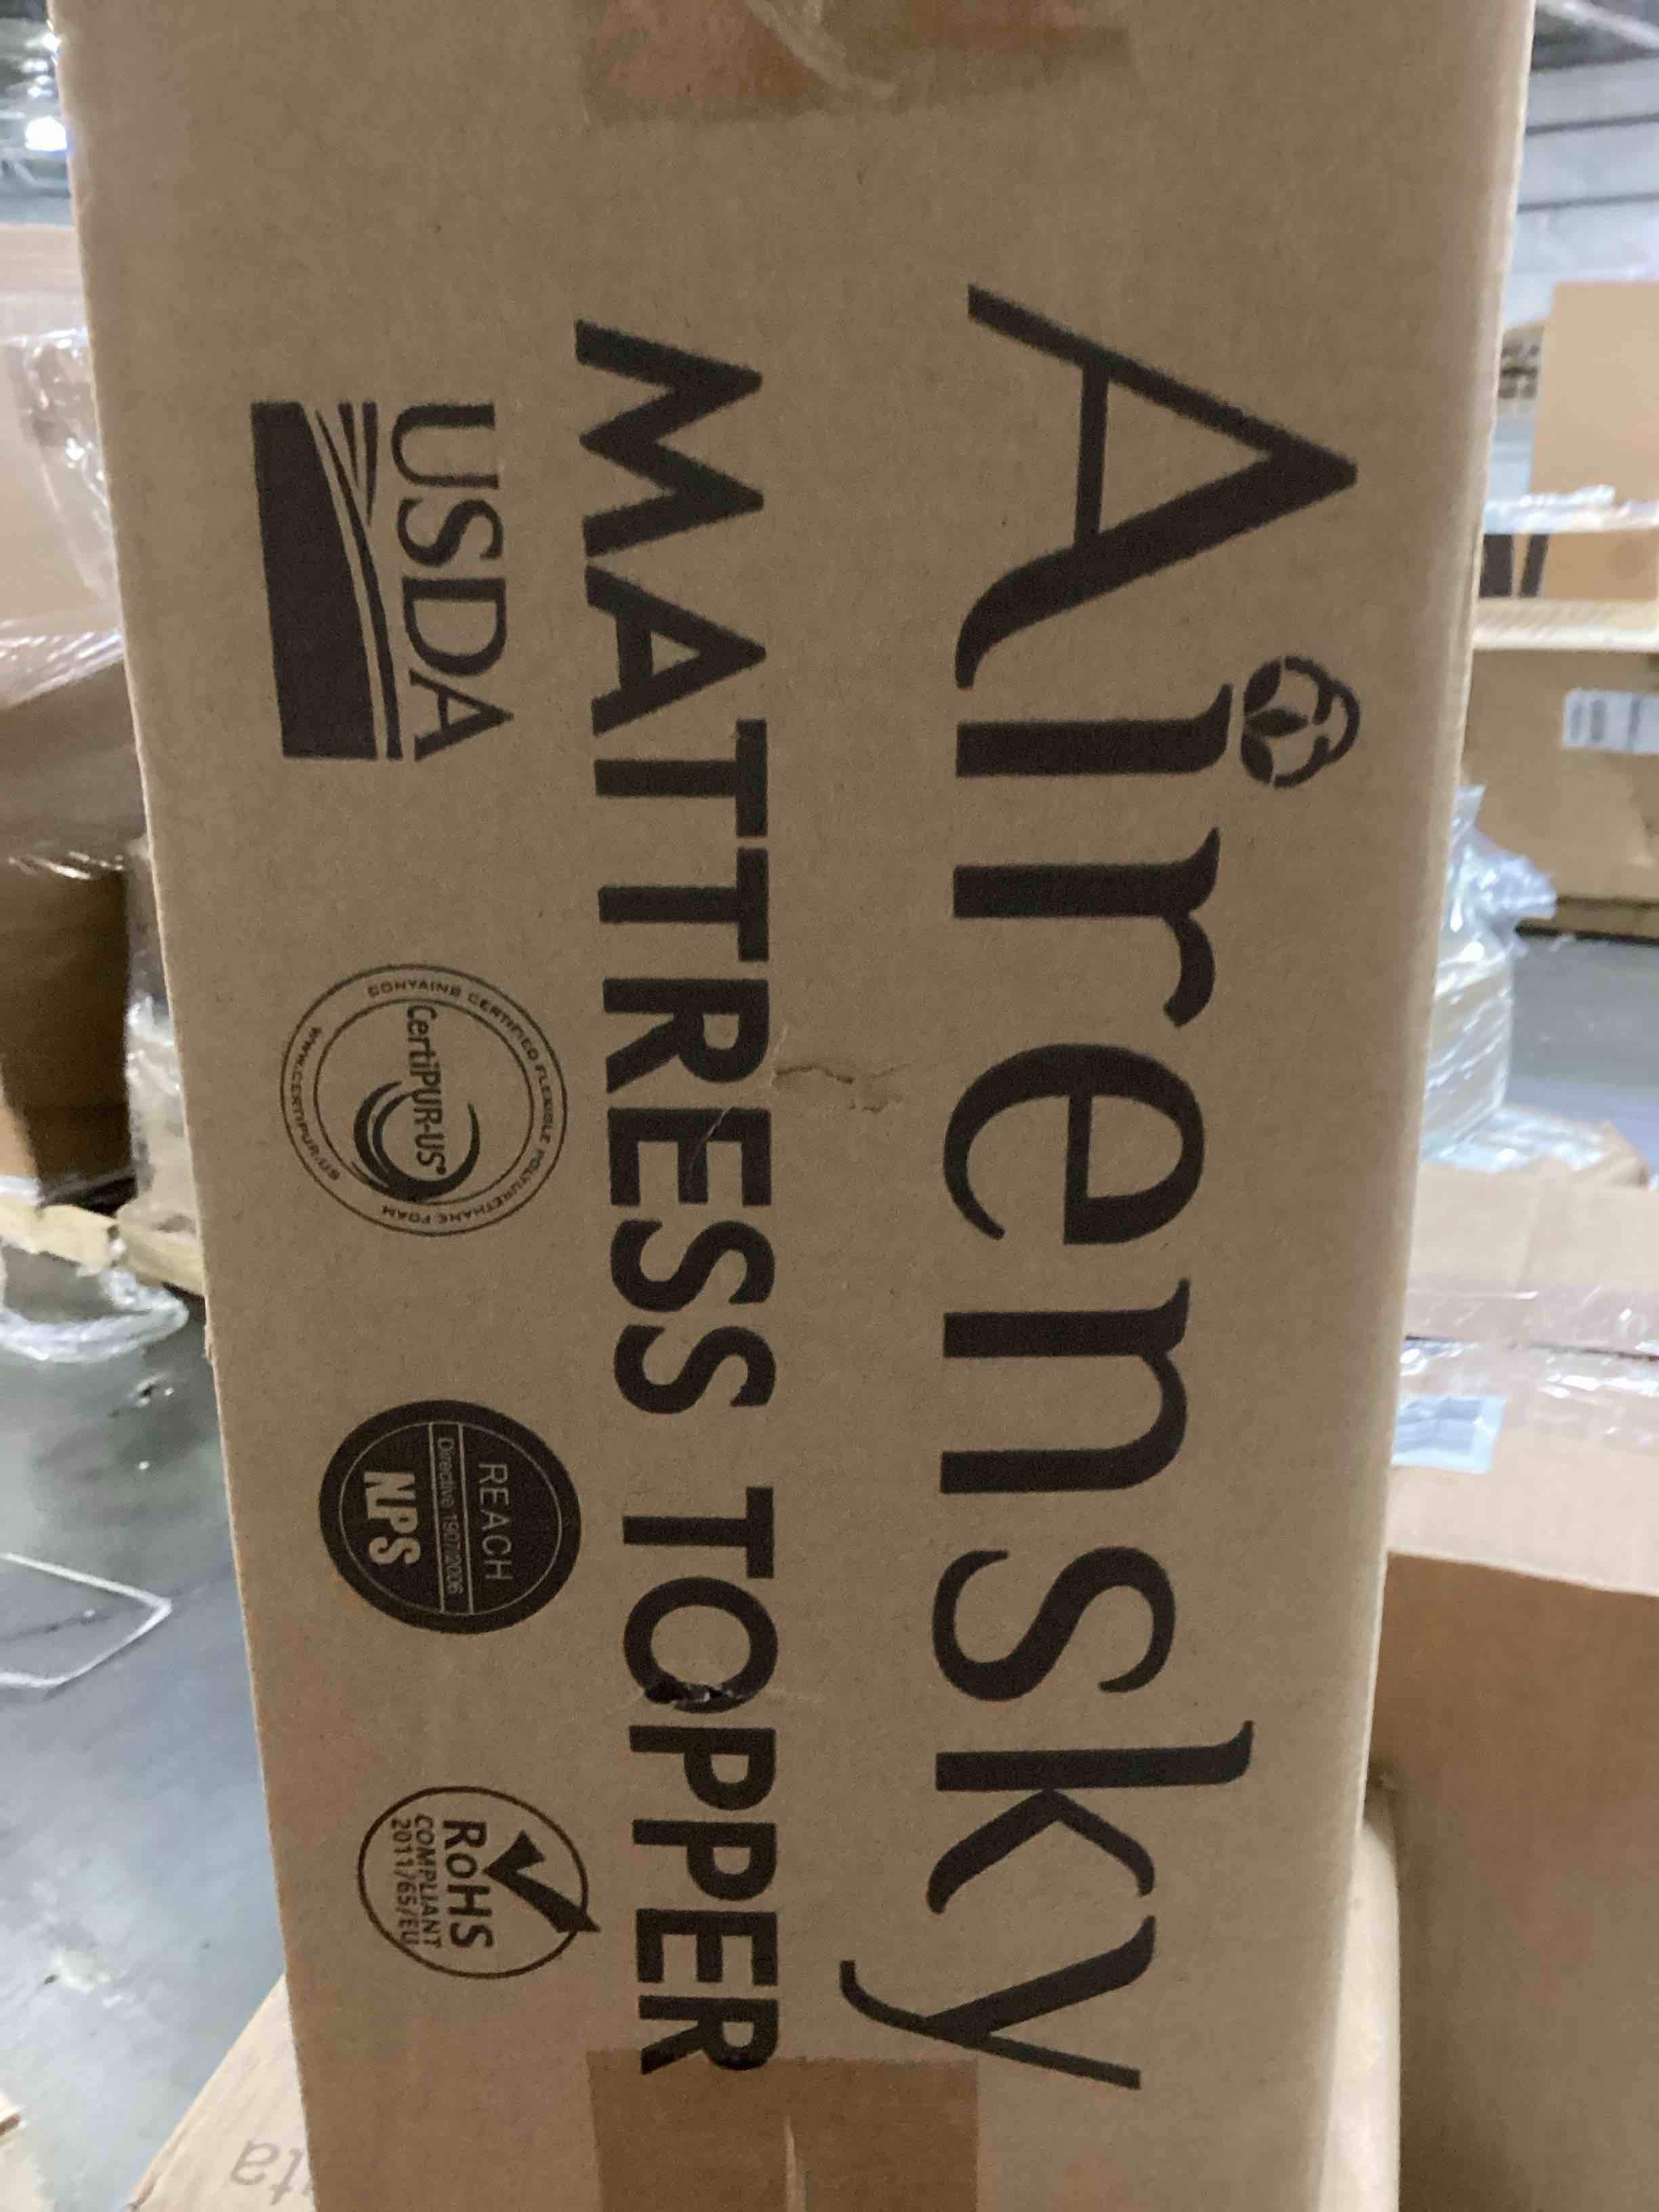 Airensky
MATTRESS TOPPER
USDA
CONTAINS CERTIFIED FLEXIBLE POLYURETHANE FOAM
CertiPUR-US®
WWW.CERTIPUR.US
REACH
Directive 1907/2006
NPS
RoHS
COMPLIANT
2011/65/EU